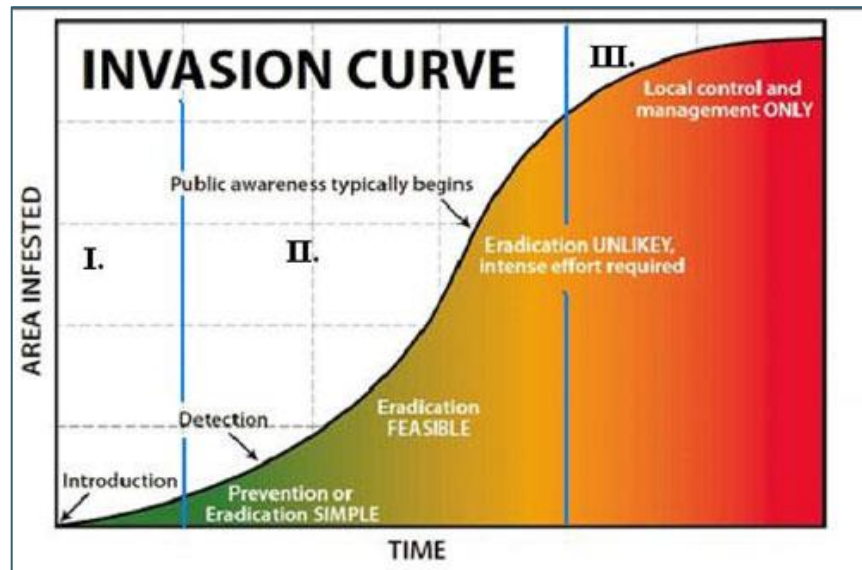 INVASION CURVE
III.
Local control and
management ONLY
Public awareness typically begins
I.
II.
Eradication UNLIKEY,
intense effort required
AREA INFESTED
Eradication
FEASIBLE
Detection
Introduction
Prevention or
Eradication SIMPLE
TIME